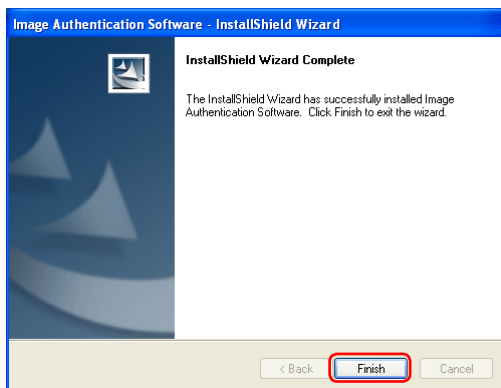 Image Authentication Software - InstallShield Wizard
InstallShield Wizard Complete
The InstallShield Wizard has successfully installed Image
Authentication Software. Click Finish to exit the wizard.
< Back
Finish
Cancel